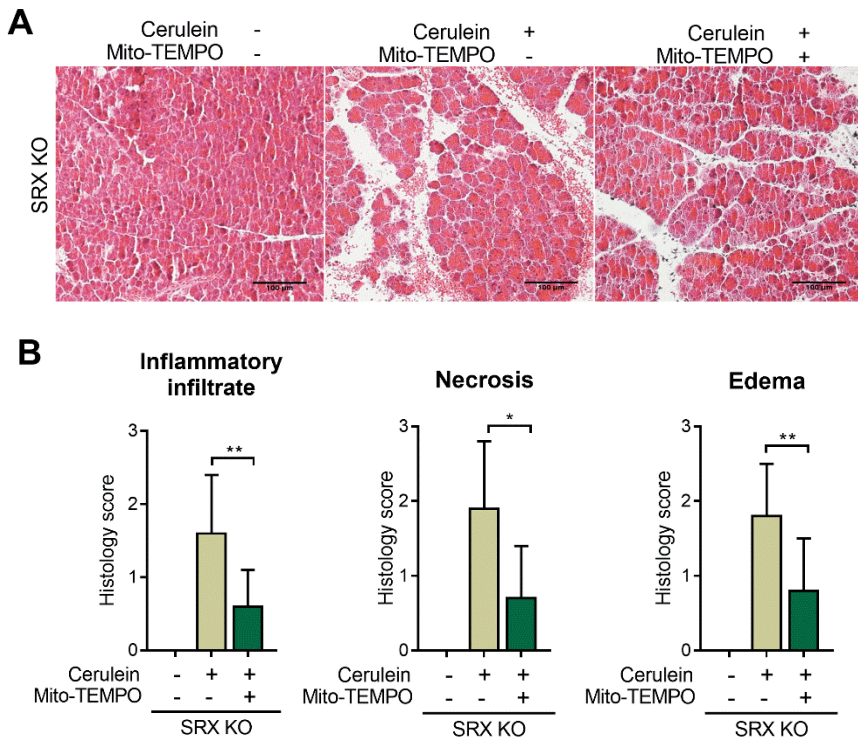 A
Cerulein - Cerulein + Cerulein +
Mito-TEMPO - Mito-TEMPO - Mito-TEMPO +
SRX KO
100 µm 100 µm 100 µm
B
Inflammatory
infiltrate
Necrosis
Edema
Histology score
3
2
1
0
**
Cerulein - + +
Mito-TEMPO - - +
SRX KO
Histology score
3
2
1
0
*
Cerulein - + +
Mito-TEMPO - - +
SRX KO
Histology score
3
2
1
0
**
Cerulein - + +
Mito-TEMPO - - +
SRX KO